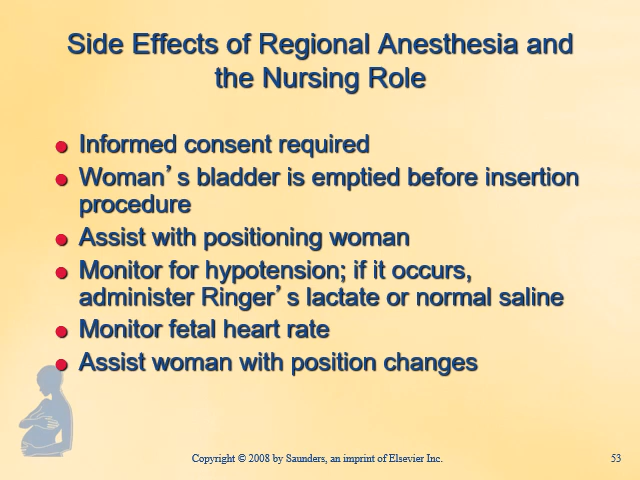 Side Effects of Regional Anesthesia and
the Nursing Role
● Informed consent required
● Woman’s bladder is emptied before insertion
procedure
● Assist with positioning woman
● Monitor for hypotension; if it occurs,
administer Ringer’s lactate or normal saline
● Monitor fetal heart rate
● Assist woman with position changes
Copyright © 2008 by Saunders, an imprint of Elsevier Inc.
53